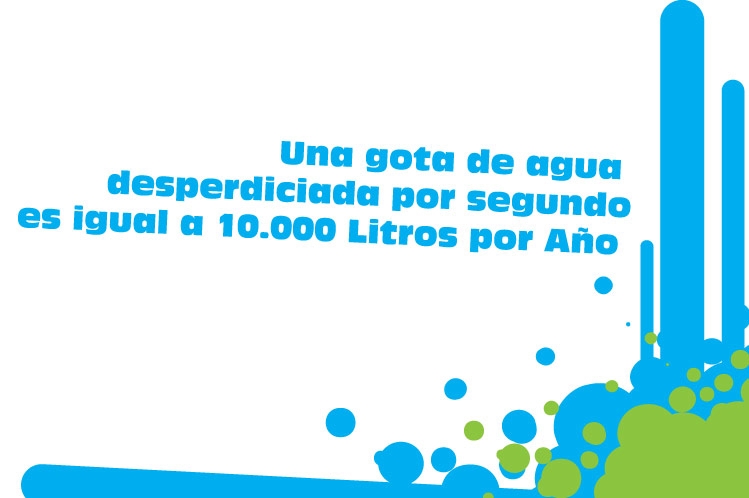 Una gota de agua
desperdiciada por segundo
es igual a 10.000 Litros por Año